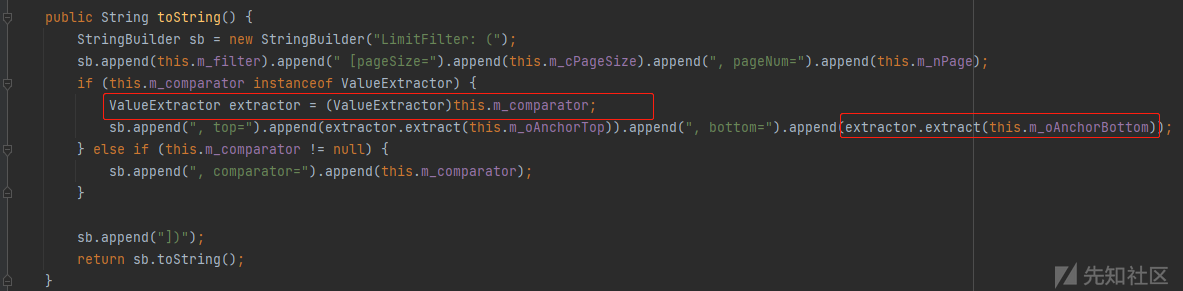 public String toString() {
StringBuilder sb = new StringBuilder("LimitFilter: (");
sb.append(this.m_filter).append(" [pageSize=").append(this.m_cPageSize).append(", pageNum=").append(this.m_nPage);
if (this.m_comparator instanceof ValueExtractor) {
ValueExtractor extractor = (ValueExtractor)this.m_comparator;
sb.append(", top=").append(extractor.extract(this.m_oAnchorTop)).append(", bottom=").append(extractor.extract(this.m_oAnchorBottom));
} else if (this.m_comparator != null) {
sb.append(", comparator=").append(this.m_comparator);
}
sb.append("])");
return sb.toString();
}
先知社区